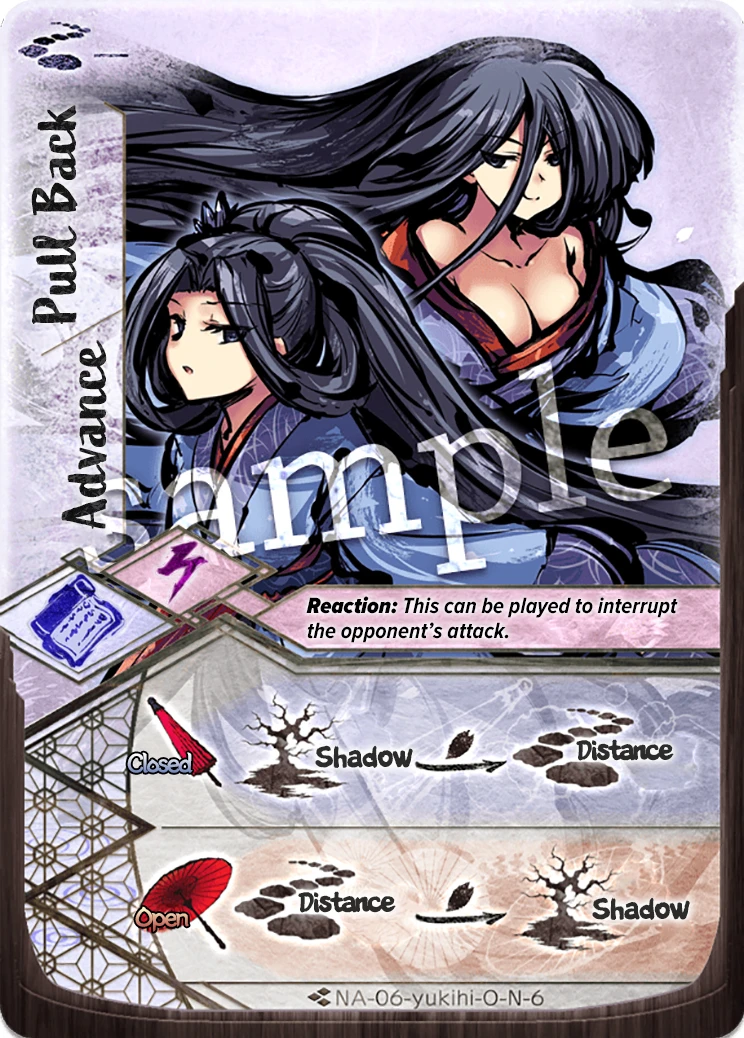 Pull Back
Advance
sample
Reaction: This can be played to interrupt
the opponent's attack.
Closed
Shadow
Distance
Open
Distance
Shadow
NA-06-yukihi-O-N-6